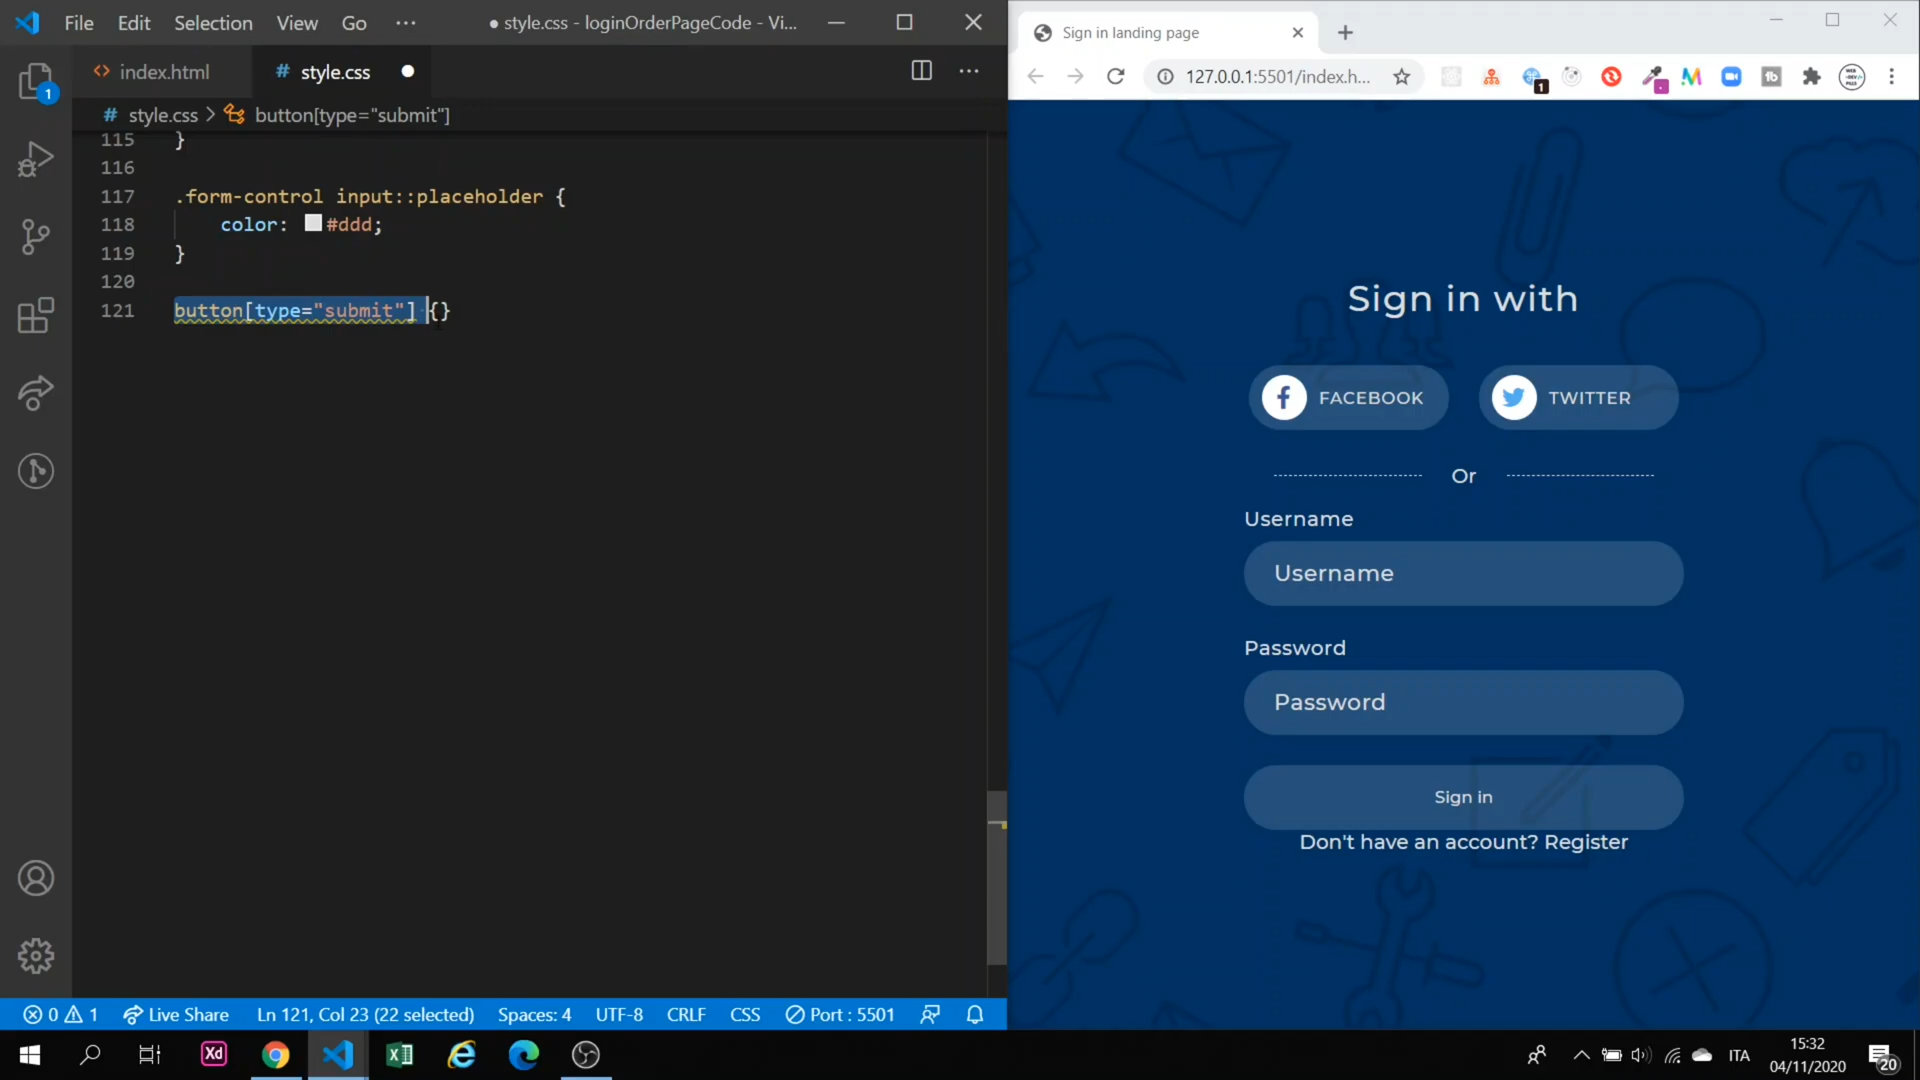 File Edit Selection View Go ···
● style.css - loginOrderPageCode - Vi...
index.html
# style.css ●
# style.css > button[type="submit"]
115 }
116
117 .form-control input::placeholder {
118 color: #ddd;
119 }
120
121 button[type="submit"] {}
1
0 1 Live Share Ln 121, Col 23 (22 selected) Spaces: 4 UTF-8 CRLF CSS Port : 5501
Sign in landing page
127.0.0.1:5501/index.h...
1
Sign in with
FACEBOOK
TWITTER
Or
Username
Username
Password
Password
Sign in
Don't have an account? Register
Xd
ITA
15:32
04/11/2020
20